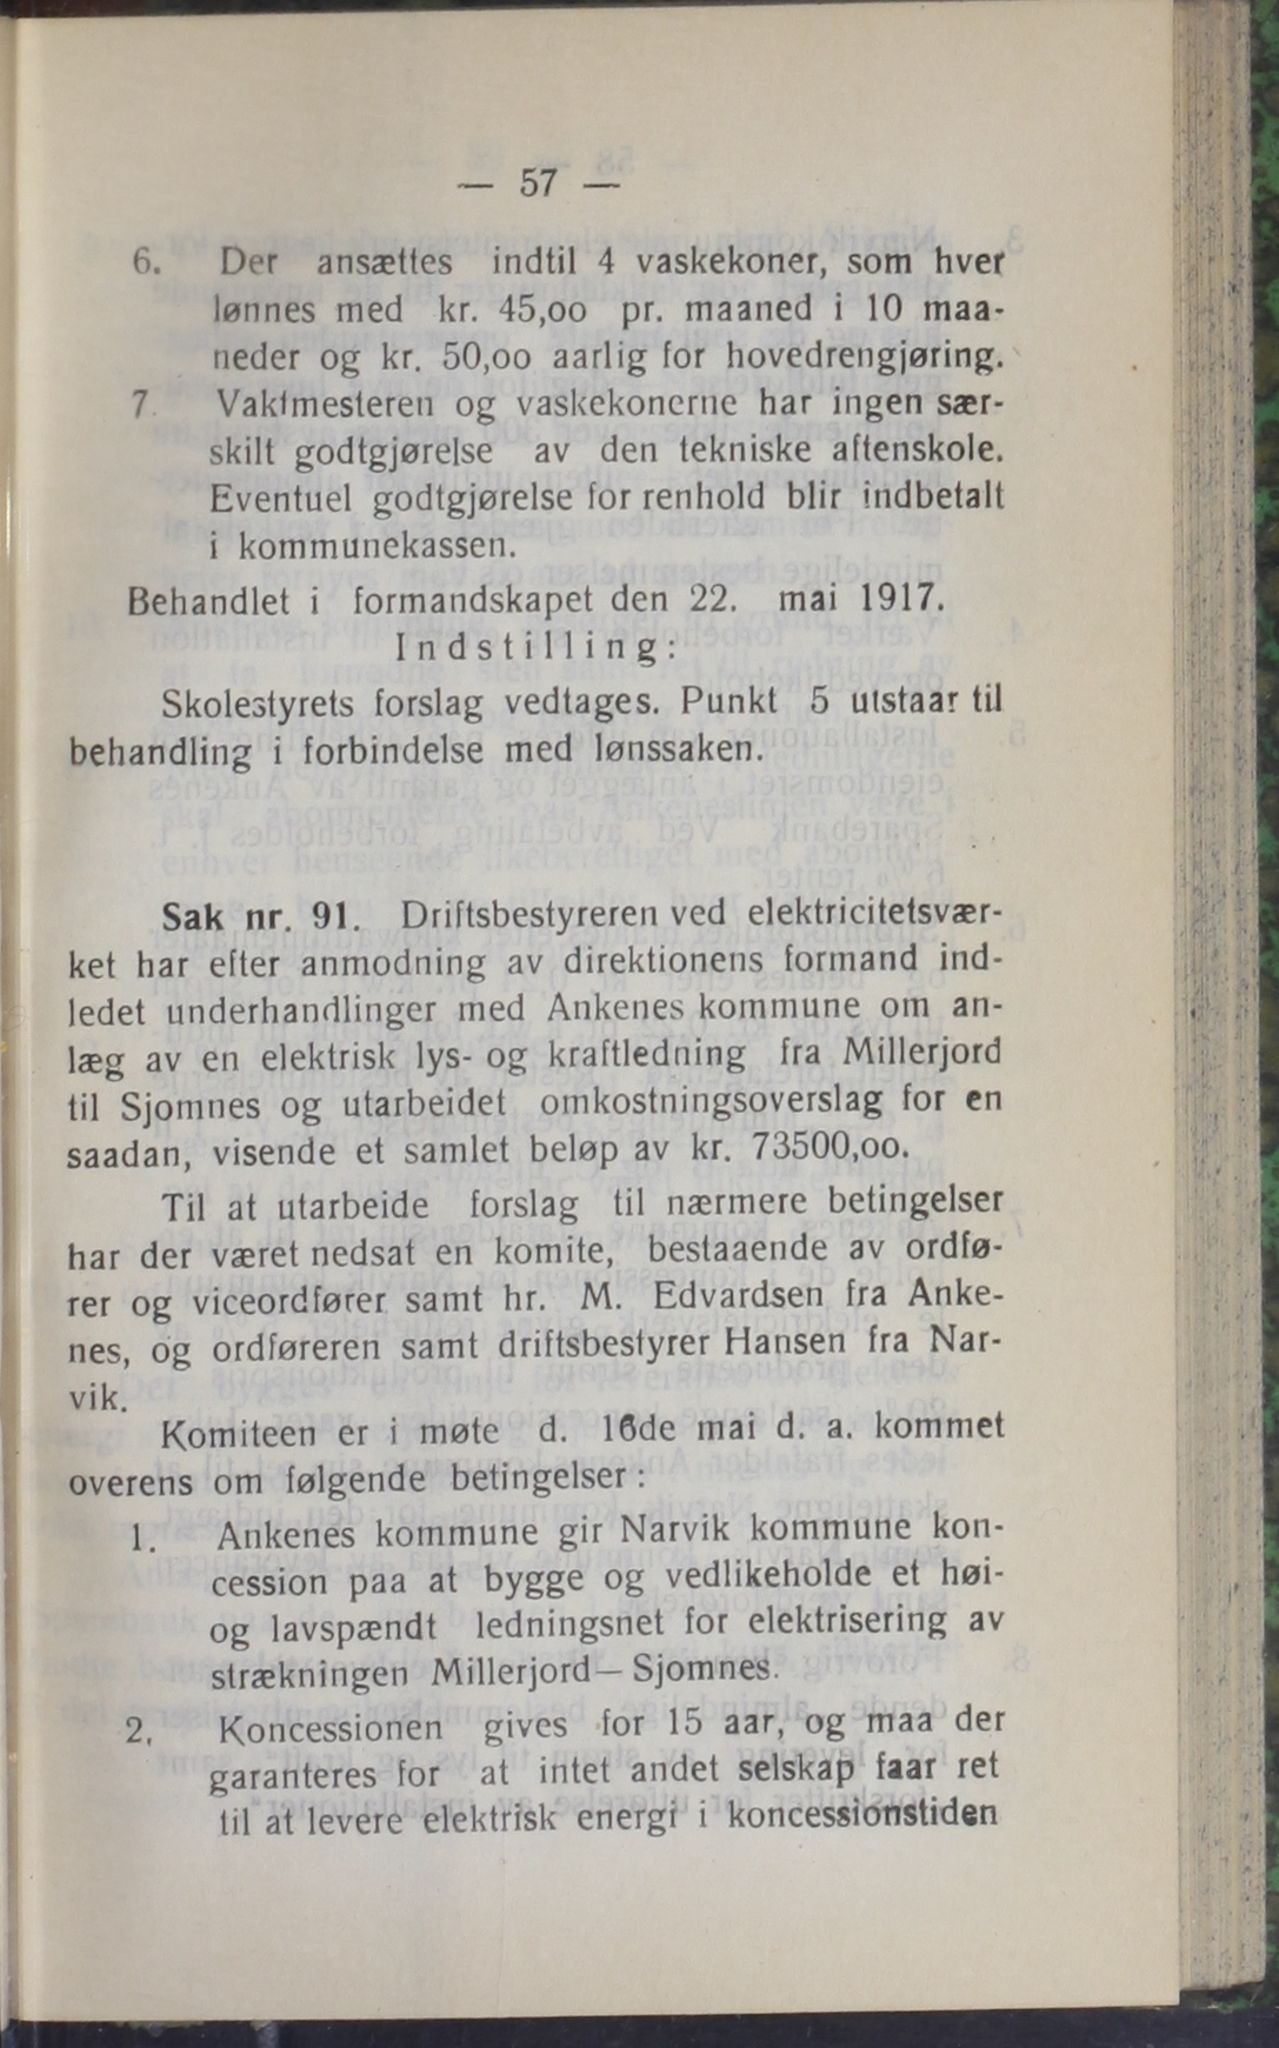 — 57 —
6. Der ansættes indtil 4 vaskekoner, som hver
lønnes med kr. 45,oo pr. maaned i 10 maa-
neder og kr. 50,oo aarlig for hovedrengjøring.
7. Vaktmesteren og vaskekonerne har ingen sær-
skilt godtgjørelse av den tekniske aftenskole.
Eventuel godtgjørelse for renhold blir indbetalt
i kommunekassen.
Behandlet i formandskapet den 22. mai 1917.
Indstilling:
Skolestyrets forslag vedtages. Punkt 5 utstaar til
behandling i forbindelse med lønssaken.
Sak nr. 91. Driftsbestyreren ved elektricitetsvær-
ket har efter anmodning av direktionens formand ind-
ledet underhandlinger med Ankenes kommune om an-
læg av en elektrisk lys- og kraftledning fra Millerjord
til Sjomnes og utarbeidet omkostningsoverslag for en
saadan, visende et samlet beløp av kr. 73500,oo.
Til at utarbeide forslag til nærmere betingelser
har der været nedsat en komite, bestaaende av ordfø-
rer og viceordfører samt hr. M. Edvardsen fra Anke-
nes, og ordføreren samt driftsbestyrer Hansen fra Nar-
vik.
Komiteen er i møte d. 16de mai d. a. kommet
overens om følgende betingelser:
1. Ankenes kommune gir Narvik kommune kon-
cession paa at bygge og vedlikeholde et høi-
og lavspændt ledningsnet for elektrisering av
strækningen Millerjord—Sjomnes.
2. Koncessionen gives for 15 aar, og maa der
garanteres for at intet andet selskap faar ret
til at levere elektrisk energi i koncessionstiden